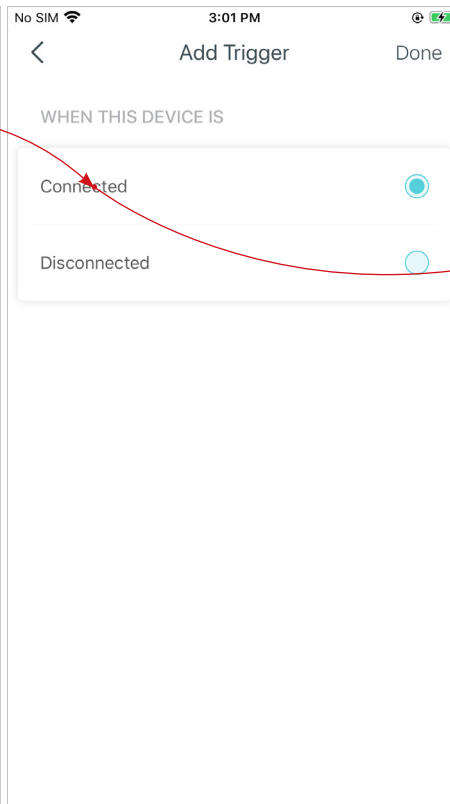 No SIM 3:01 PM
Add Trigger Done
WHEN THIS DEVICE IS
Connected
Disconnected